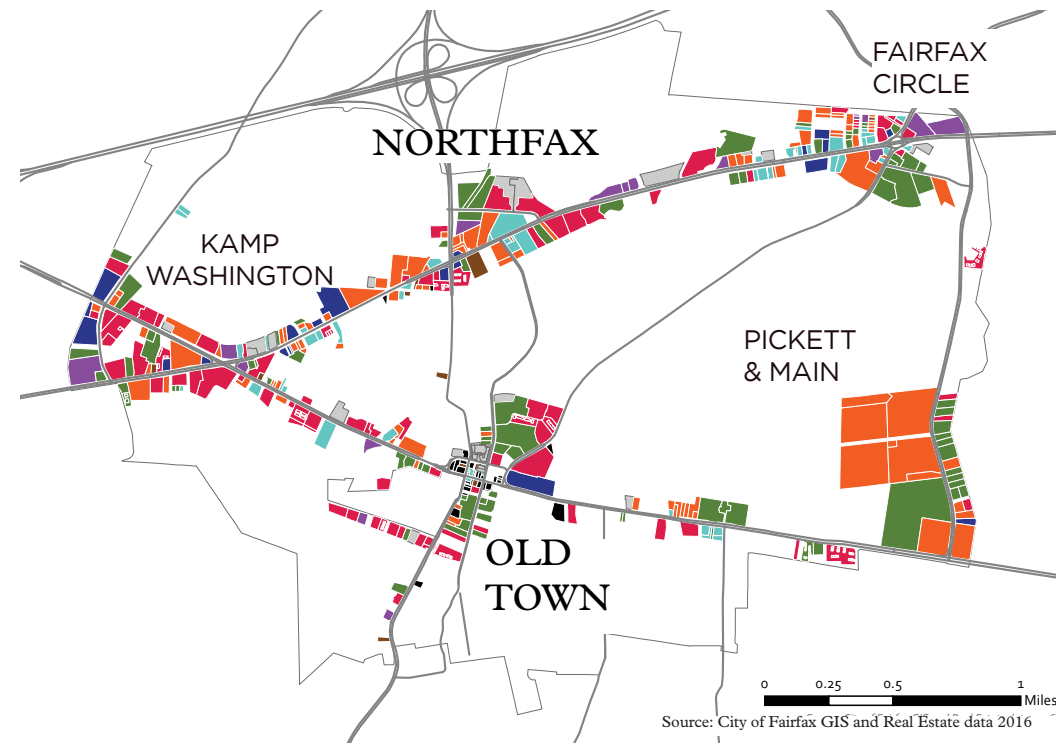 FAIRFAX
CIRCLE
NORTHFAX
KAMP
WASHINGTON
PICKETT
& MAIN
OLD
TOWN
0 0.25 0.5 1
Miles
Source: City of Fairfax GIS and Real Estate data 2016